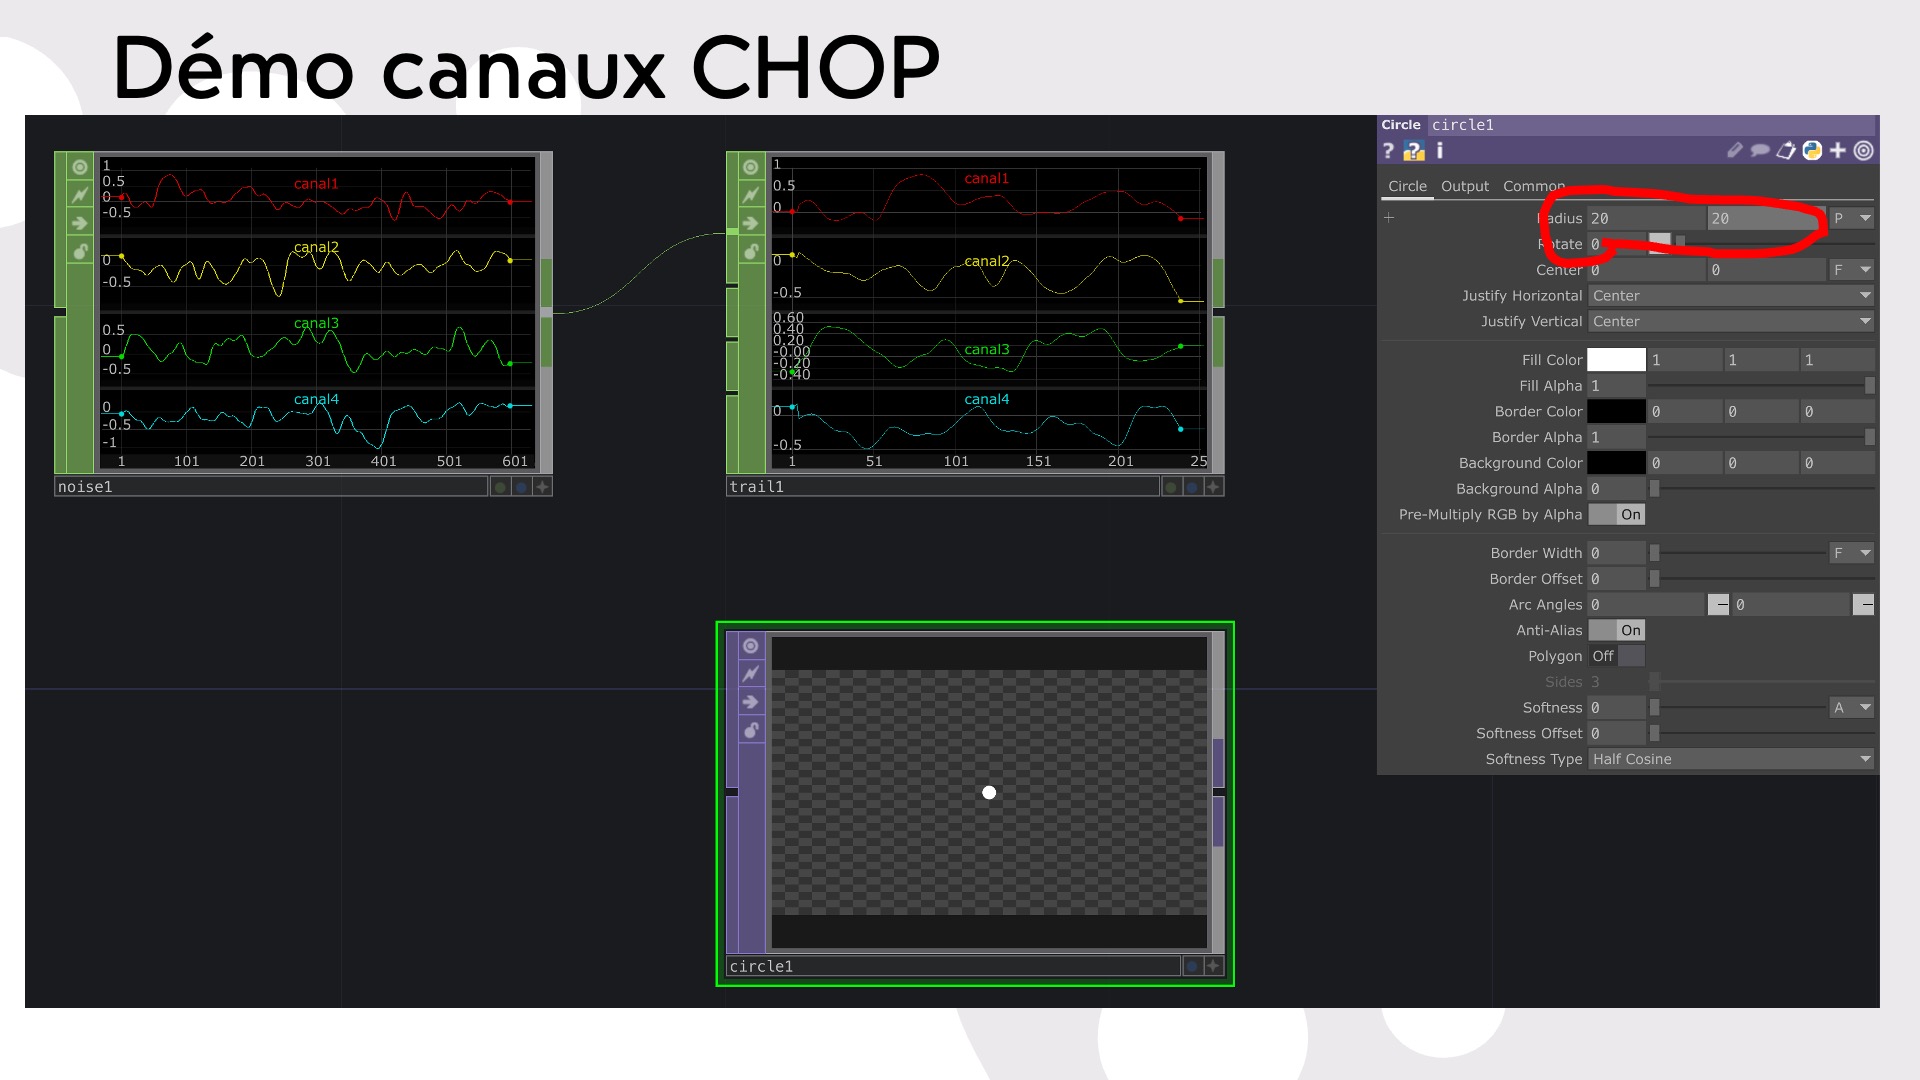 Démo canaux CHOP
1
0.5
0
-0.5
canal1
0
-0.5
canal2
0.5
0
-0.5
canal3
0
-0.5
-1
canal4
1 101 201 301 401 501 601
noise1
1
0.5
0
canal1
0
-0.5
canal2
0.60
0.40
0.20
-0.00
-0.20
-0.40
canal3
0
-0.5
canal4
1 51 101 151 201 25
trail1
circle1
Circle circle1
? ? i
Circle Output Common
Radius 20 20 P
Rotate 0
Center 0 0 F
Justify Horizontal Center
Justify Vertical Center
Fill Color 1 1 1
Fill Alpha 1
Border Color 0 0 0
Border Alpha 1
Background Color 0 0 0
Background Alpha 0
Pre-Multiply RGB by Alpha On
Border Width 0 F
Border Offset 0
Arc Angles 0 0
Anti-Alias On
Polygon Off
Sides 3
Softness 0 A
Softness Offset 0
Softness Type Half Cosine